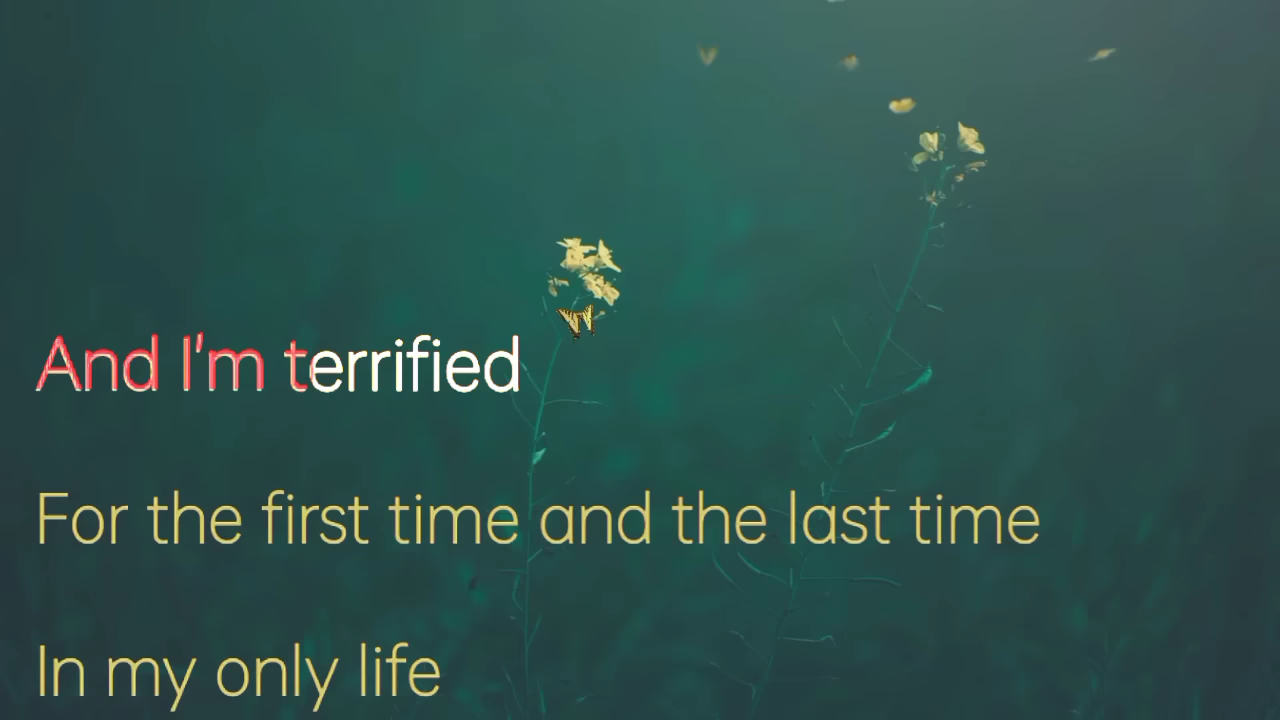 And I'm terrified
For the first time and the last time
In my only life